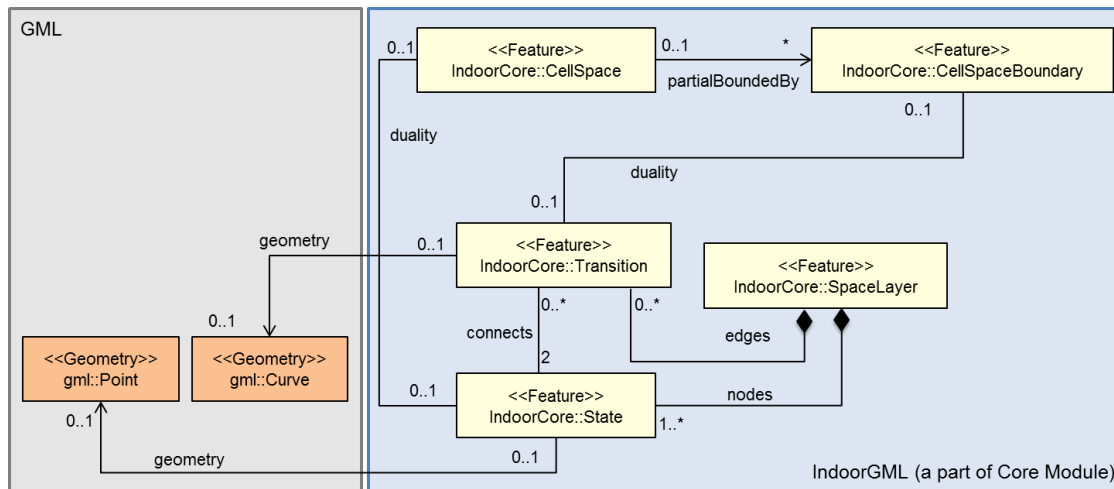 GML
0..1
<<Feature>>
IndoorCore::CellSpace
0..1
*
partialBoundedBy
<<Feature>>
IndoorCore::CellSpaceBoundary
0..1
duality
duality
0..1
geometry
0..1
<<Feature>>
IndoorCore::Transition
<<Feature>>
IndoorCore::SpaceLayer
0..*
0..*
connects
edges
0..1
2
<<Geometry>>
gml::Point
<<Geometry>>
gml::Curve
0..1
<<Feature>>
IndoorCore::State
nodes
1..*
0..1
geometry
0..1
IndoorGML (a part of Core Module)